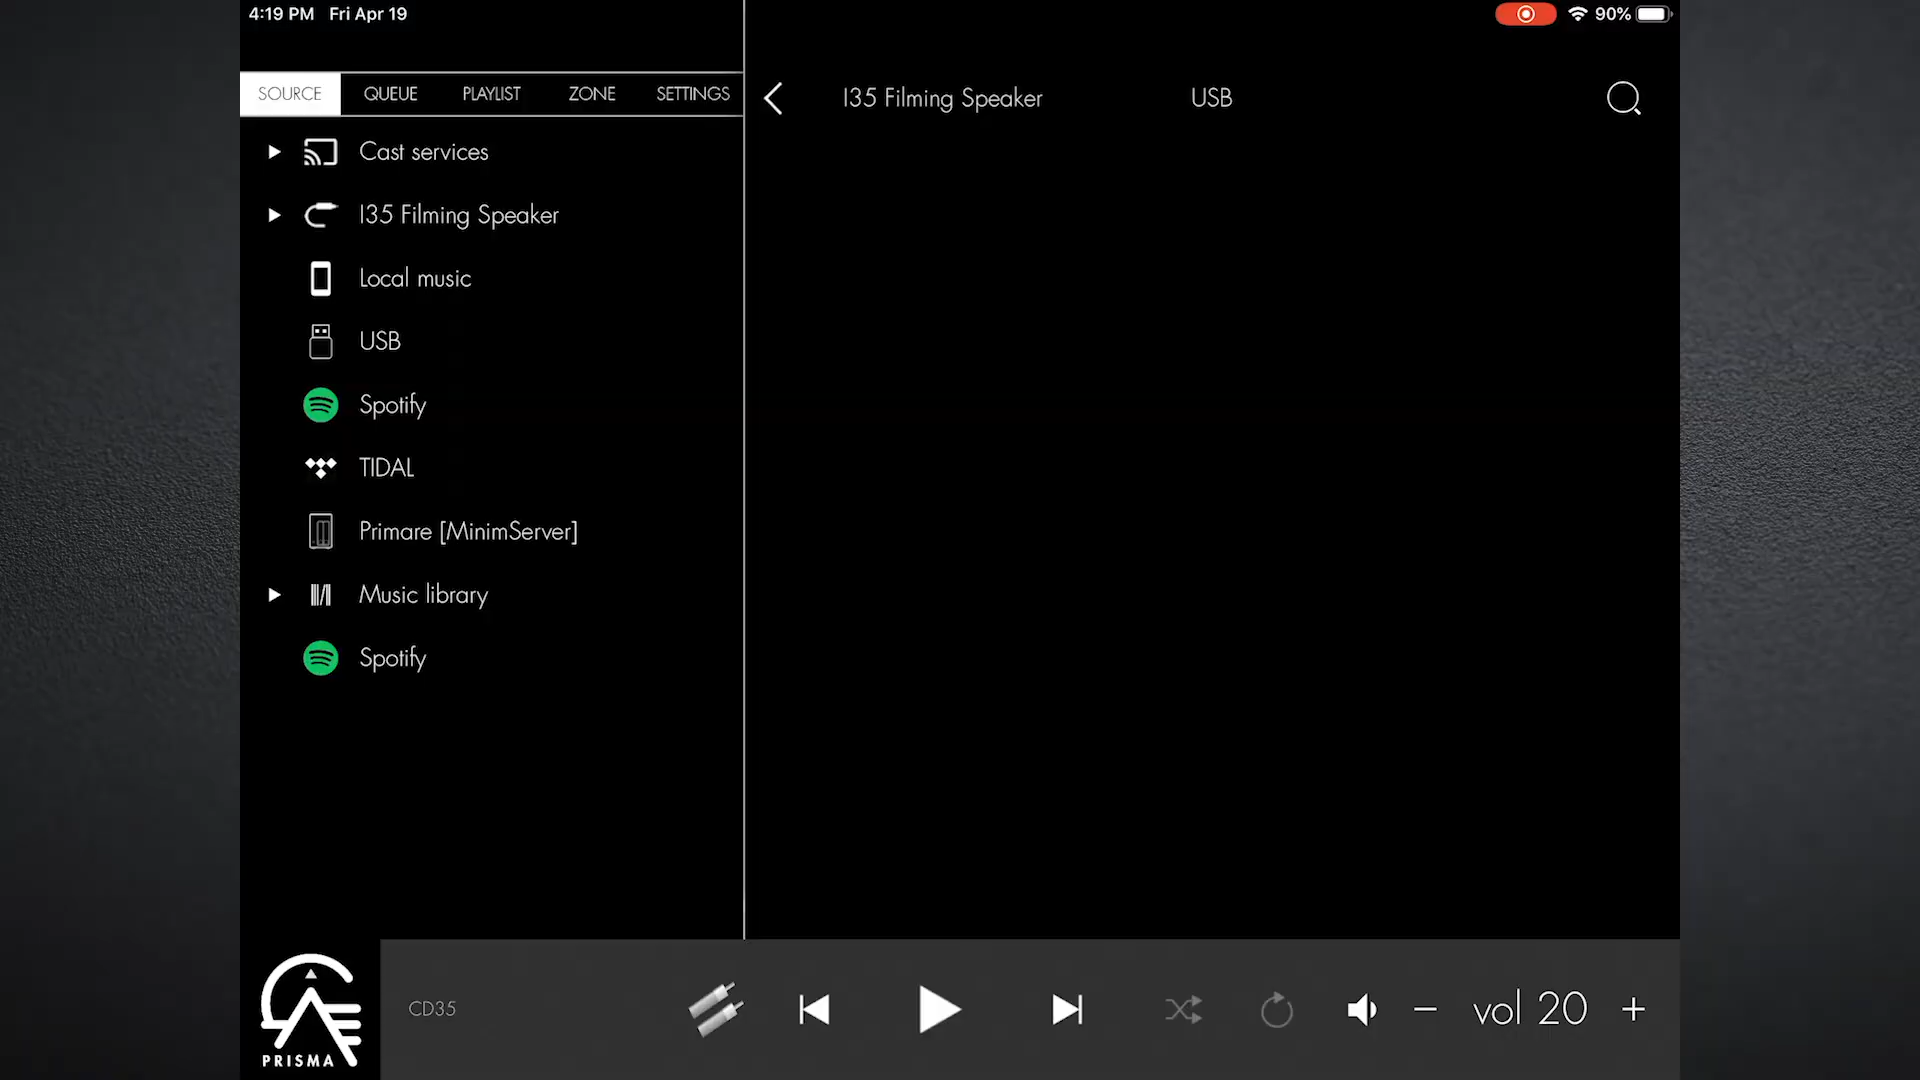 4:19 PM Fri Apr 19
90%
SOURCE QUEUE PLAYLIST ZONE SETTINGS
I35 Filming Speaker USB
Cast services
I35 Filming Speaker
Local music
USB
Spotify
TIDAL
Primare [MinimServer]
Music library
Spotify
PRISMA
CD35
vol 20